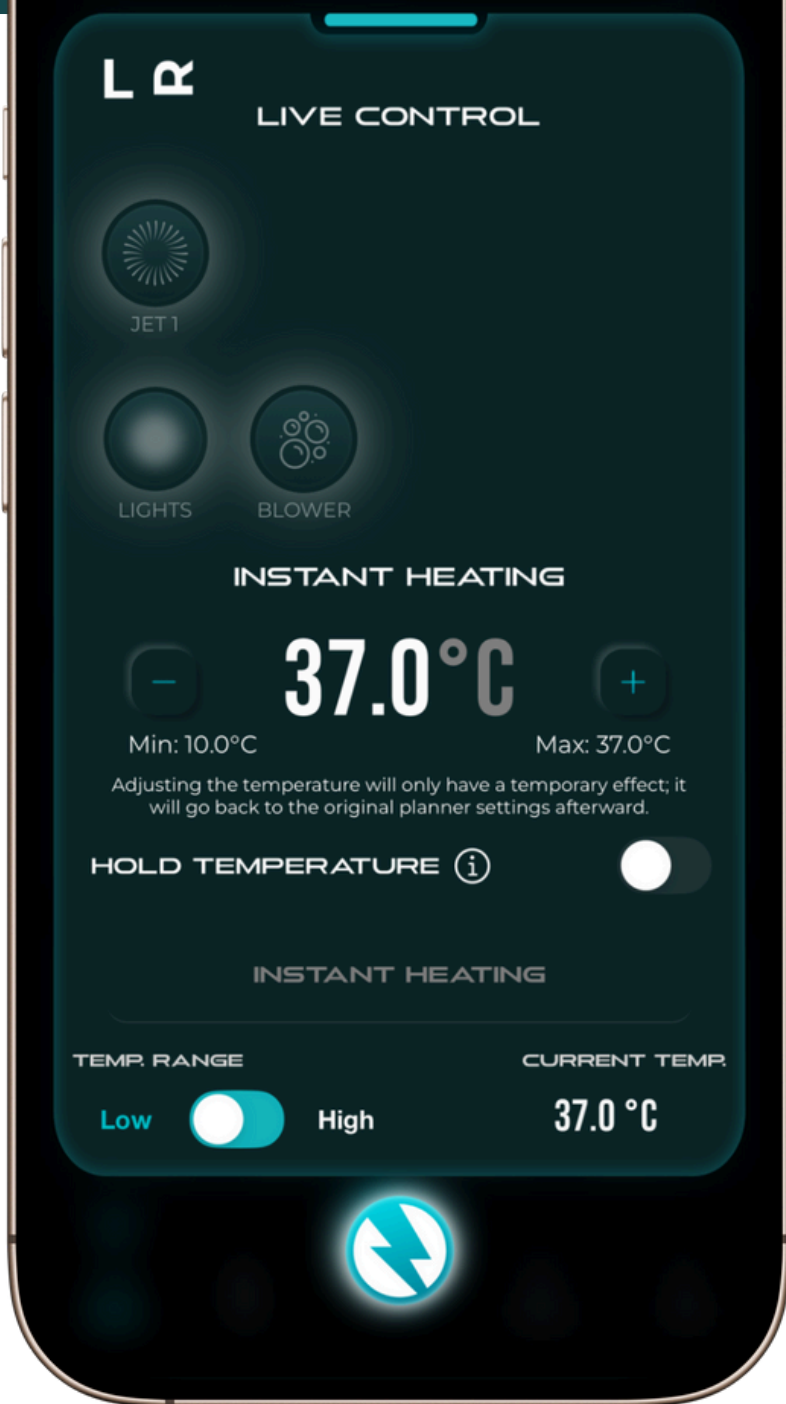 L R
LIVE CONTROL
JET 1
LIGHTS BLOWER
INSTANT HEATING
37.0°C
Min: 10.0°C Max: 37.0°C
Adjusting the temperature will only have a temporary effect; it
will go back to the original planner settings afterward.
HOLD TEMPERATURE i
INSTANT HEATING
TEMP. RANGE CURRENT TEMP.
Low High 37.0 °C